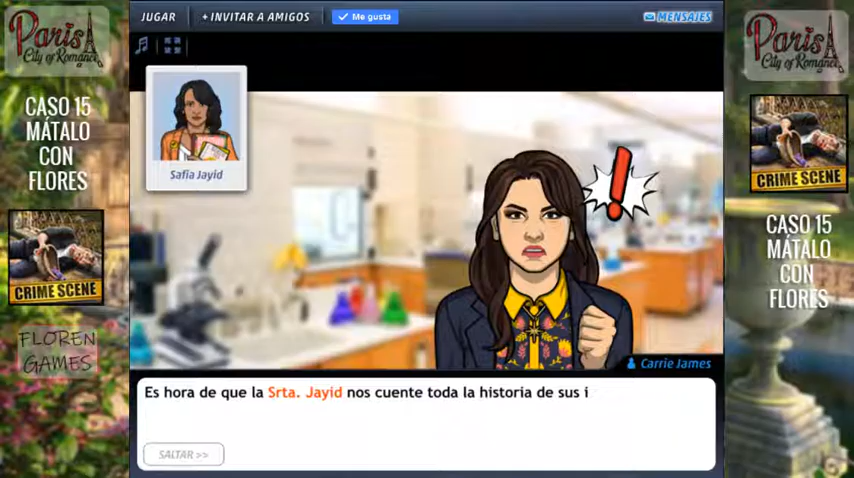 JUGAR
+ INVITAR A AMIGOS
Me gusta
MENSAJES
Paris
City of Romance
CASO 15
MÁTALO
CON
FLORES
CRIME SCENE
FLOREN
GAMES
Safia Jayid
Carrie James
Es hora de que la Srta. Jayid nos cuente toda la historia de sus i
SALTAR >>
Paris
City of Romance
CRIME SCENE
CASO 15
MÁTALO
CON
FLORES